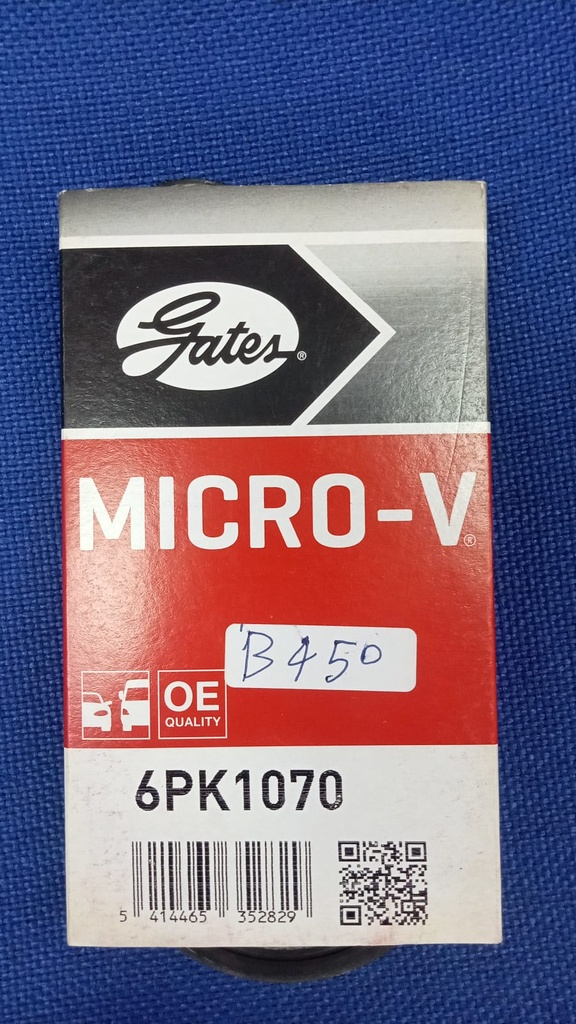 Gates®
MICRO-V®
B450
OE
QUALITY
6PK1070
5 414465 352829